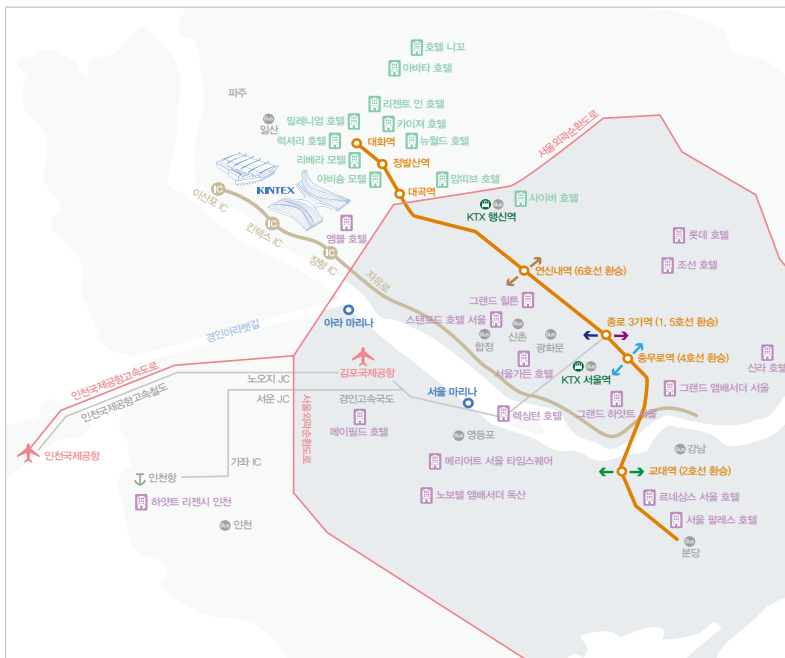 호텔 니꼬
아바타 호텔
파주
리젠트 인 호텔
Bus
일산
밀레니엄 호텔
카이져 호텔
럭셔리 호텔
대화역
뉴월드 호텔
리베라 모텔
정발산역
아비숑 모텔
대곡역
양띠브 호텔
서울외곽순환도로
KINTEX
사이버 호텔
Bus
KTX 행신역
IC
이산포 IC
IC
킨텍스 IC
엠블 호텔
IC
장항 IC
자유로
롯데 호텔
조선 호텔
연신내역 (6호선 환승)
그랜드 힐튼
스탠포드 호텔 서울
경인아라뱃길
아라 마리나
Bus
합정
Bus
신촌
Bus
광화문
종로 3가역 (1, 5호선 환승)
충무로역 (4호선 환승)
신라 호텔
서울가든 호텔
Bus
KTX 서울역
인천국제공항고속도로
인천국제공항고속철도
노오지 JC
김포국제공항
서운 JC
경인고속국도
서울 마리나
그랜드 앰배서더 서울
그랜드 하얏트 서울
렉싱턴 호텔
메이필드 호텔
서울외곽순환도로
Bus
영등포
Bus
강남
인천국제공항
가좌 IC
메리어트 서울 타임스퀘어
교대역 (2호선 환승)
인천항
하얏트 리젠시 인천
노보텔 앰배서더 독산
르네상스 서울 호텔
서울 팔레스 호텔
Bus
인천
Bus
분당